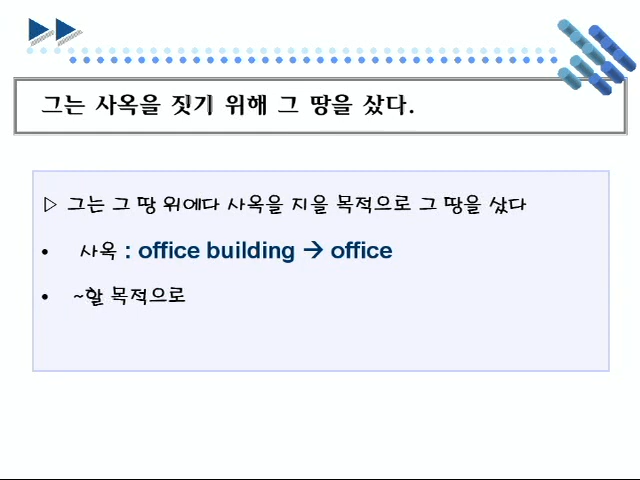 그는 사옥을 짓기 위해 그 땅을 샀다.
▷ 그는 그 땅 위에다 사옥을 지을 목적으로 그 땅을 샀다
• 사옥 : office building → office
• ~할 목적으로